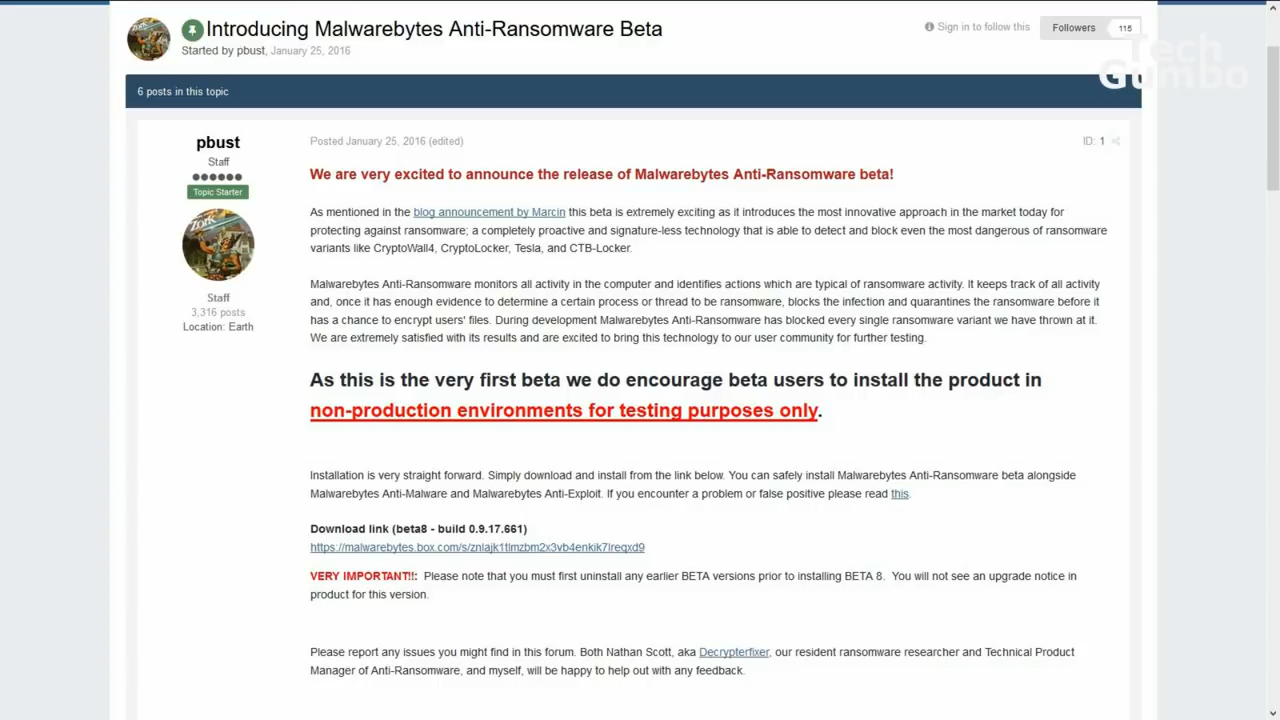 Introducing Malwarebytes Anti-Ransomware Beta
Started by pbust, January 25, 2016
Sign in to follow this
Followers 115
Tech
Gumbo
6 posts in this topic
pbust
Staff
Topic Starter
Staff
3,316 posts
Location: Earth
Posted January 25, 2016 (edited)
ID: 1
We are very excited to announce the release of Malwarebytes Anti-Ransomware beta!
As mentioned in the blog announcement by Marcin this beta is extremely exciting as it introduces the most innovative approach in the market today for
protecting against ransomware; a completely proactive and signature-less technology that is able to detect and block even the most dangerous of ransomware
variants like CryptoWall4, CryptoLocker, Tesla, and CTB-Locker.
Malwarebytes Anti-Ransomware monitors all activity in the computer and identifies actions which are typical of ransomware activity. It keeps track of all activity
and, once it has enough evidence to determine a certain process or thread to be ransomware, blocks the infection and quarantines the ransomware before it
has a chance to encrypt users' files. During development Malwarebytes Anti-Ransomware has blocked every single ransomware variant we have thrown at it.
We are extremely satisfied with its results and are excited to bring this technology to our user community for further testing.
As this is the very first beta we do encourage beta users to install the product in
non-production environments for testing purposes only.
Installation is very straight forward. Simply download and install from the link below. You can safely install Malwarebytes Anti-Ransomware beta alongside
Malwarebytes Anti-Malware and Malwarebytes Anti-Exploit. If you encounter a problem or false positive please read this.
Download link (beta8 - build 0.9.17.661)
VERY IMPORTANT!!: Please note that you must first uninstall any earlier BETA versions prior to installing BETA 8. You will not see an upgrade notice in
product for this version.
Please report any issues you might find in this forum. Both Nathan Scott, aka Decrypterfixer, our resident ransomware researcher and Technical Product
Manager of Anti-Ransomware, and myself, will be happy to help out with any feedback.